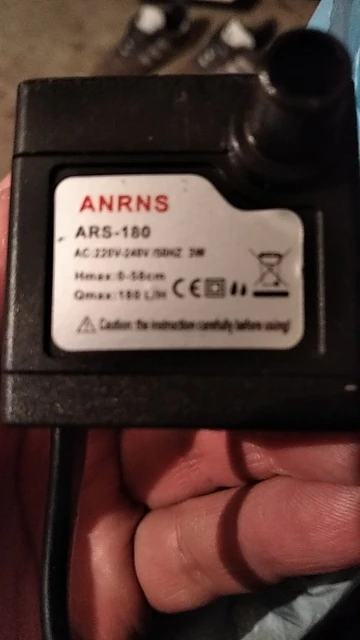 ANRNS
ARS-180
AC:220V-240V /50HZ 3W
Hmax:0-50cm
Qmax:180 L/H CE
Caution: the instruction carefully before using!